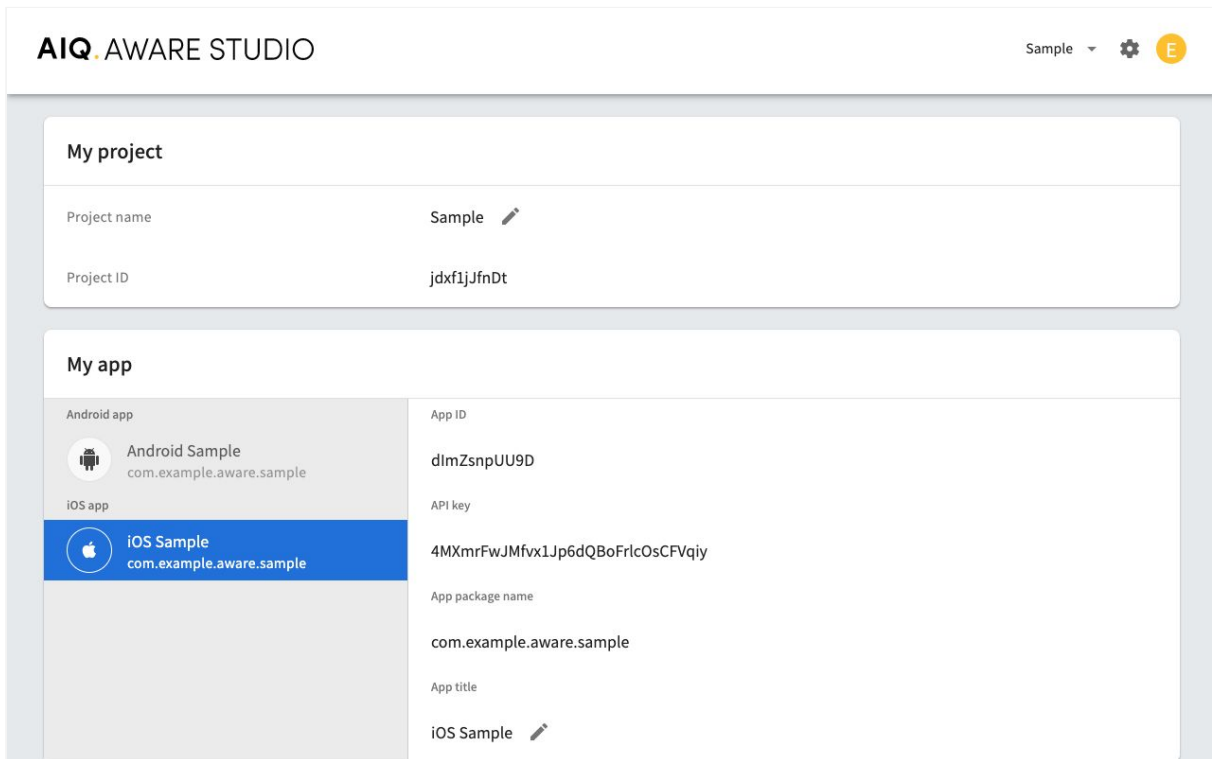 AIQ. AWARE STUDIO
Sample
E
My project
Project name
Sample
Project ID
jdxf1jJfnDt
My app
Android app
Android Sample
com.example.aware.sample
iOS app
iOS Sample
com.example.aware.sample
App ID
dImZsnpUU9D
API key
4MXmrFwJMfvx1Jp6dQBoFrlcOsCFVqiy
App package name
com.example.aware.sample
App title
iOS Sample